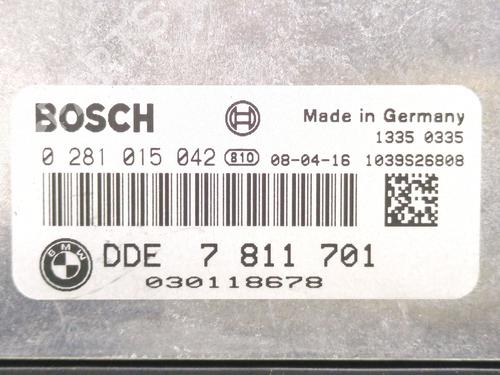 BOSCH
Made in Germany
1335 0335
0 281 015 042 810 08-04-16 1039S26808
BMW
DDE 7 811 701
030118678